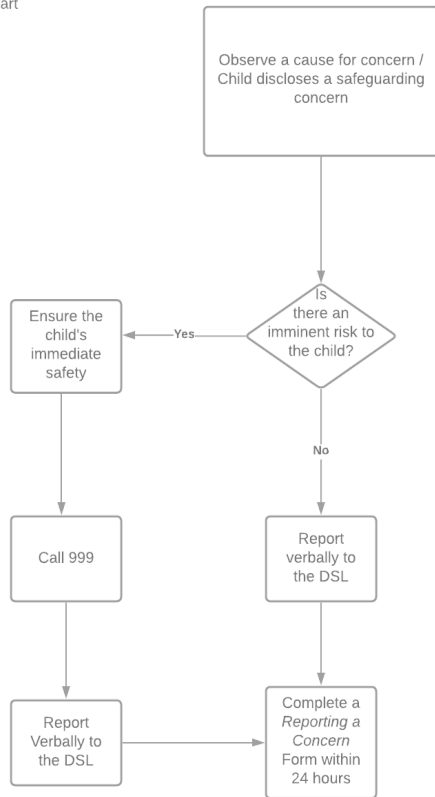 art
Observe a cause for concern /
Child discloses a safeguarding
concern
Is
there an
imminent risk to
the child?
Yes
Ensure the
child's
immediate
safety
No
Call 999
Report
verbally to
the DSL
Report
Verbally to
the DSL
Complete a
Reporting a
Concern
Form within
24 hours